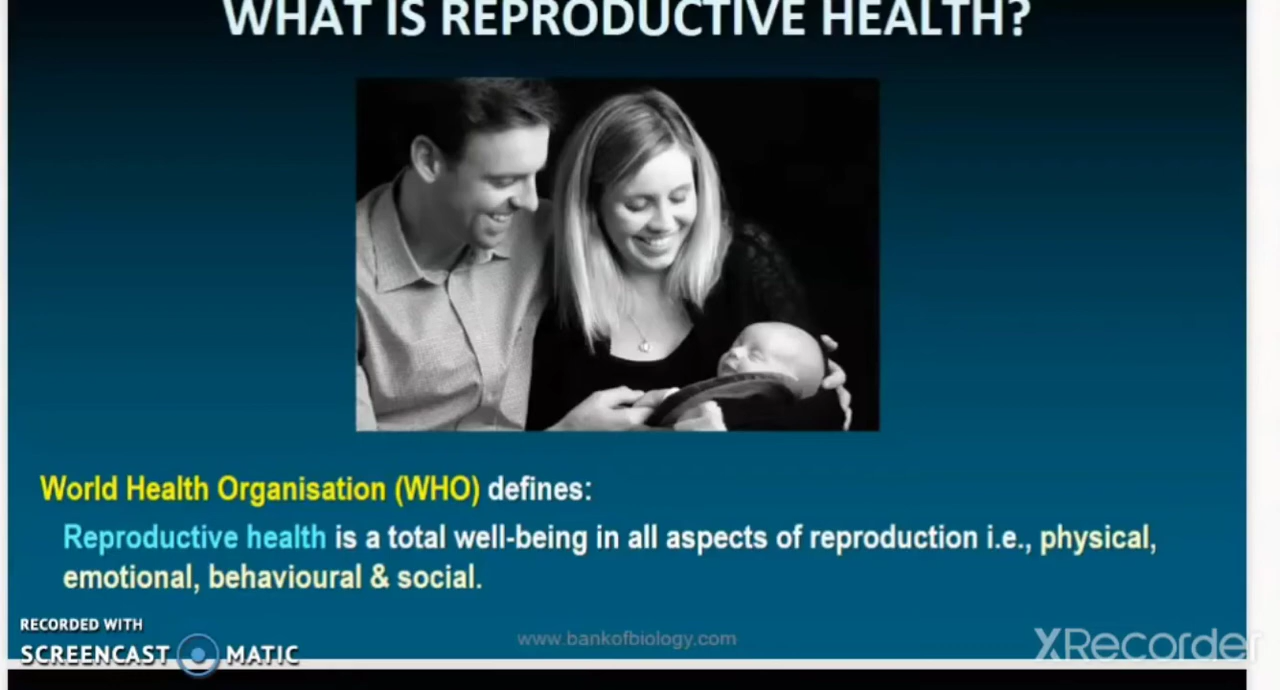 WHAT IS REPRODUCTIVE HEALTH?
World Health Organisation (WHO) defines:
Reproductive health is a total well-being in all aspects of reproduction i.e., physical,
emotional, behavioural & social.
RECORDED WITH
SCREENCAST MATIC
www.bankofbiology.com
XRecorder